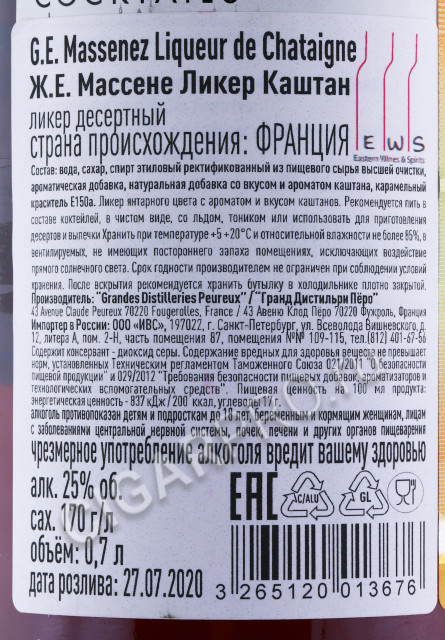 COCKTAILS
G.E. Massenez Liqueur de Chataigne
Ж.Е. Массене Ликер Каштан
ликер десертный
страна происхождения: ФРАНЦИЯ
EWS
Eastern Wines & Spirits
Состав: вода, сахар, спирт этиловый ректификованный из пищевого сырья высшей очистки,
ароматическая добавка, натуральная добавка со вкусом и ароматом каштана, карамельный
краситель Е150а. Ликер янтарного цвета с ароматом и вкусом каштанов. Рекомендуется пить в
составе коктейлей, в чистом виде, со льдом, тоником или использовать для приготовления
десертов и выпечки Хранить при температуре +5 +20°С и относительной влажности не более 85%, в
вентилируемых, не имеющих постороннего запаха помещениях, исключающих воздействие
прямого солнечного света. Срок годности производителем не ограничен при соблюдении условий
хранения. После вскрытия рекомендуется хранить бутылку в холодильнике плотно закрытой.
Производитель: "Grandes Distilleries Peureux" / "Гранд Дистильри Пёро"
43 Avenue Claude Peureux 70220 Fougerolles, France / 43 Авеню Клод Пёро 70220 Фужроль, Франция
Импортер в России: ООО «ИВС», 197022, г. Санкт-Петербург, ул. Всеволода Вишневского, д.
12, литера А, пом. 2-Н, часть помещения 87, помещения №№ 109-115, тел.(812) 401-67-56
Содержит консервант - диоксид серы. Содержание вредных для здоровья веществ не превышает
норм, установленных Техническим регламентом Таможенного Союза 021/2011 "О безопасности
пищевой продукции" и 029/2012 "Требования безопасности пищевых добавок, ароматизаторов и
технологических вспомогательных средств". Пищевая ценность на 100 мл продукта:
энергетическая ценность - 837 кДж / 200 ккал, углеводы 17 г.
алкоголь противопоказан детям и подросткам до 18 лет, беременным и кормящим женщинам, лицам
с заболеваниями центральной нервной системы, почек, печени и других органов пищеварения
чрезмерное употребление алкоголя вредит вашему здоровью
алк. 25% об.
сах. 170 г/л
объём: 0,7 л
дата розлива: 27.07.2020
EAC
AC/ALU
GL
3 265120 013676
CIGARPRO.RU